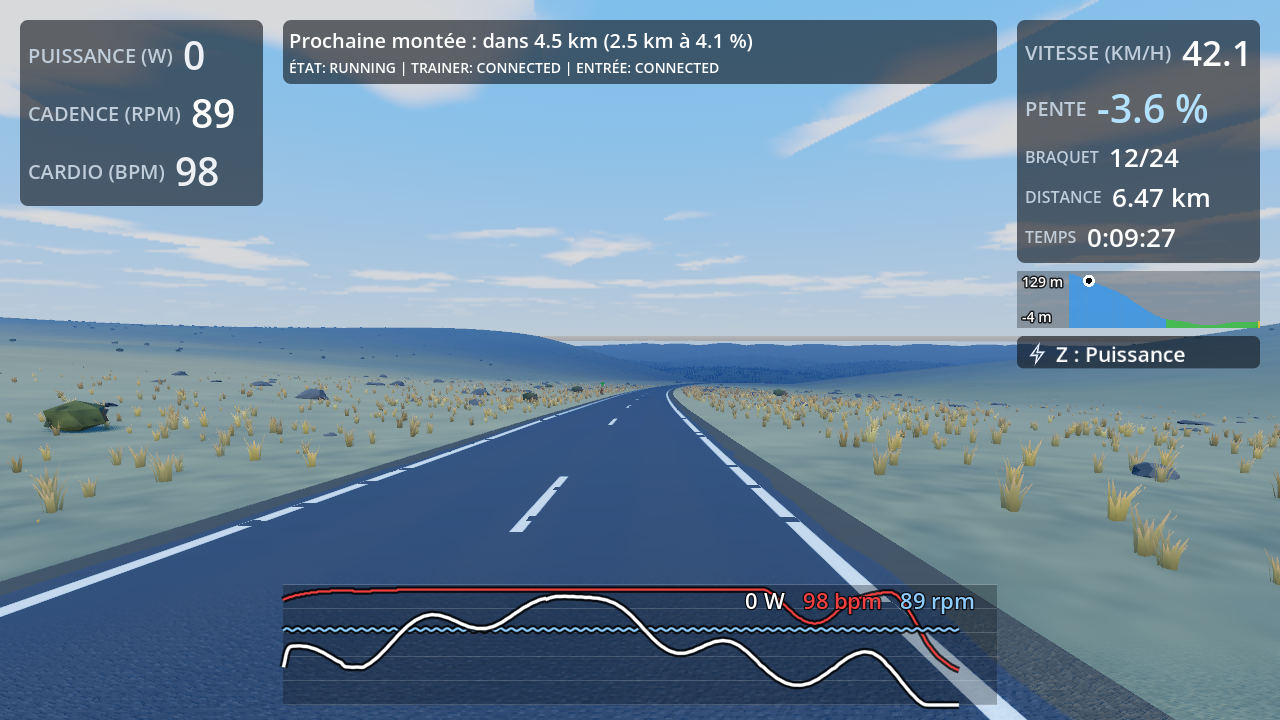 PUISSANCE (W) 0
CADENCE (RPM) 89
CARDIO (BPM) 98
Prochaine montée : dans 4.5 km (2.5 km à 4.1 %)
ÉTAT: RUNNING | TRAINER: CONNECTED | ENTRÉE: CONNECTED
VITESSE (KM/H) 42.1
PENTE -3.6 %
BRAQUET 12/24
DISTANCE 6.47 km
TEMPS 0:09:27
129 m
-4 m
Z : Puissance
0 W 98 bpm 89 rpm